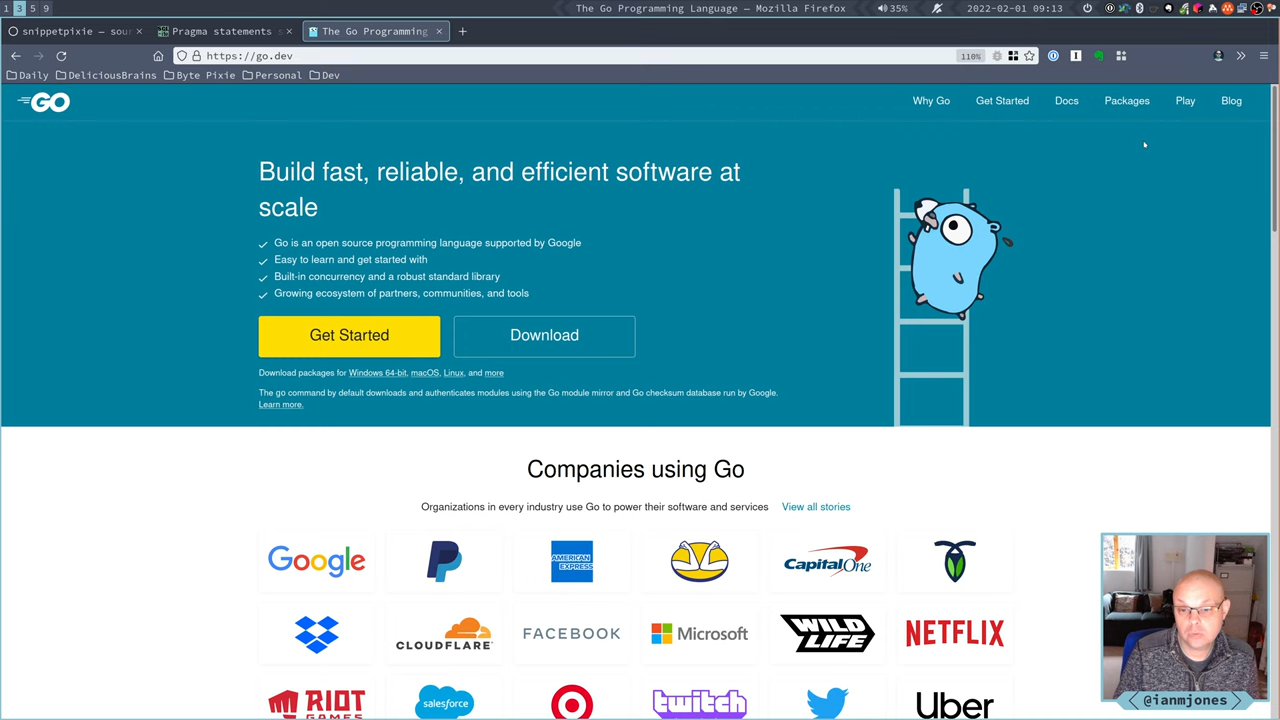 1 3 5 9
The Go Programming Language — Mozilla Firefox
35%
2022-02-01 09:13
snippetpixie — sour
Pragma statements s
The Go Programming
https://go.dev
110%
Daily
DeliciousBrains
Byte Pixie
Personal
Dev
GO
Why Go
Get Started
Docs
Packages
Play
Blog
Build fast, reliable, and efficient software at
scale
Go is an open source programming language supported by Google
Easy to learn and get started with
Built-in concurrency and a robust standard library
Growing ecosystem of partners, communities, and tools
Get Started
Download
Download packages for Windows 64-bit, macOS, Linux, and more
The go command by default downloads and authenticates modules using the Go module mirror and Go checksum database run by Google.
Learn more.
Companies using Go
Organizations in every industry use Go to power their software and services
View all stories
Google
AMERICAN
EXPRESS
Capital One
CLOUDFLARE
FACEBOOK
Microsoft
WILD
LIFE
NETFLIX
RIOT
GAMES
salesforce
twitch
Uber
@ianmjones